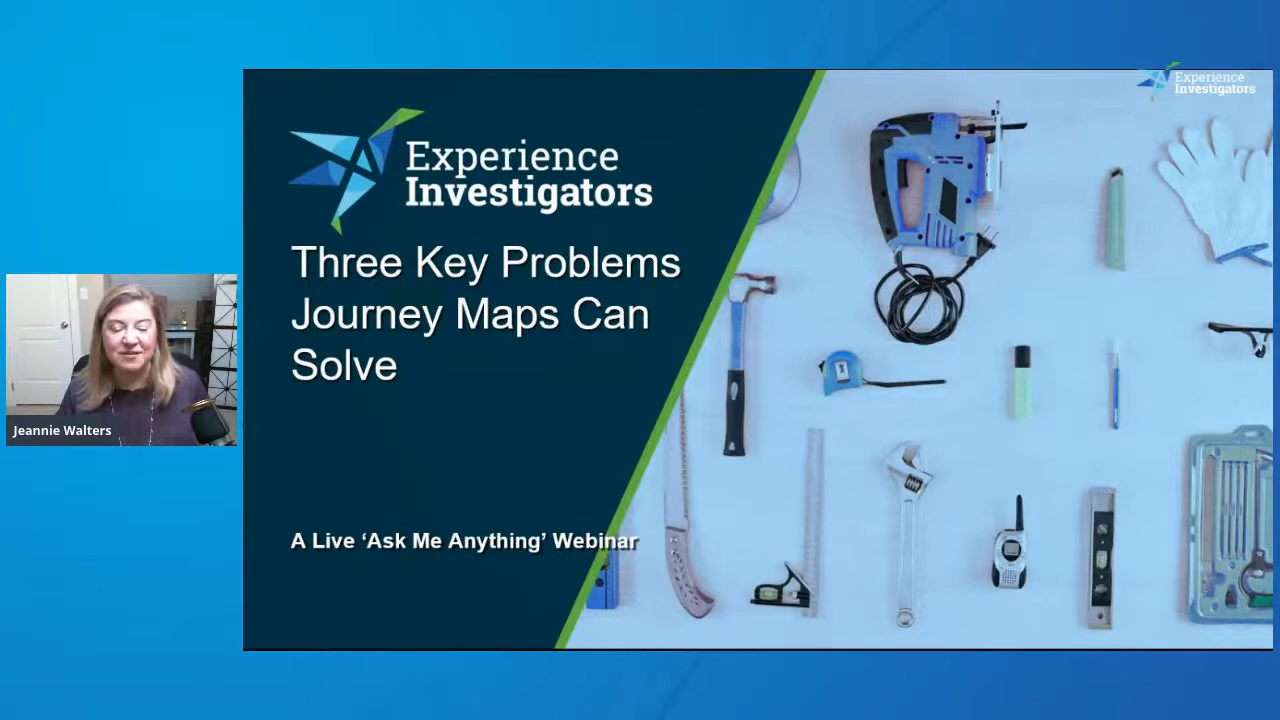 Experience
Investigators
Experience
Investigators
Three Key Problems
Journey Maps Can
Solve
Jeannie Walters
A Live ‘Ask Me Anything’ Webinar